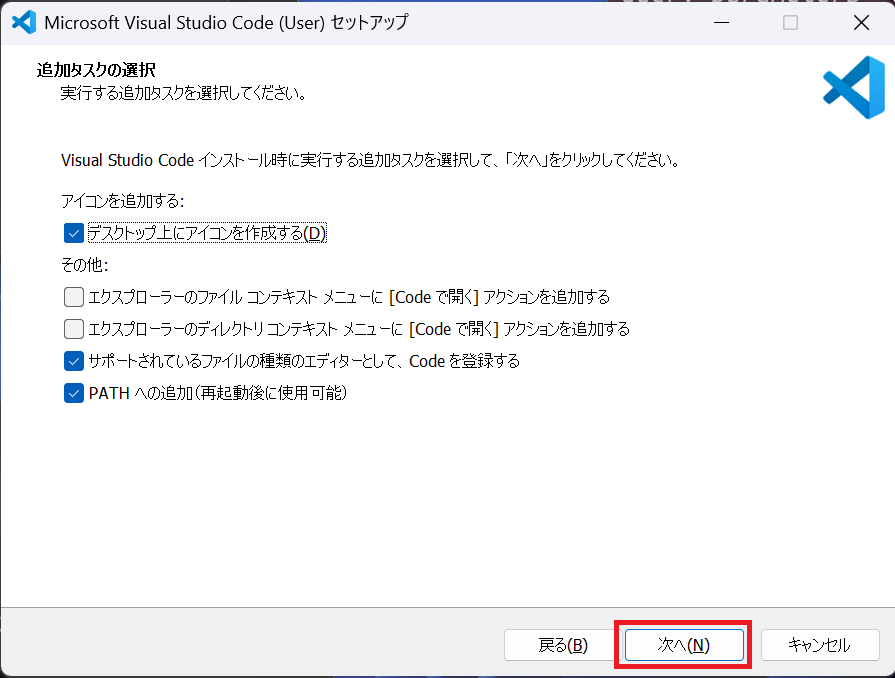 Microsoft Visual Studio Code (User) セットアップ
追加タスクの選択
実行する追加タスクを選択してください。
Visual Studio Code インストール時に実行する追加タスクを選択して、「次へ」をクリックしてください。
アイコンを追加する:
デスクトップ上にアイコンを作成する(D)
その他:
エクスプローラーのファイル コンテキスト メニューに [Code で開く] アクションを追加する
エクスプローラーのディレクトリ コンテキスト メニューに [Code で開く] アクションを追加する
サポートされているファイルの種類のエディターとして、Code を登録する
PATH への追加（再起動後に使用可能）
戻る(B) 次へ(N) キャンセル